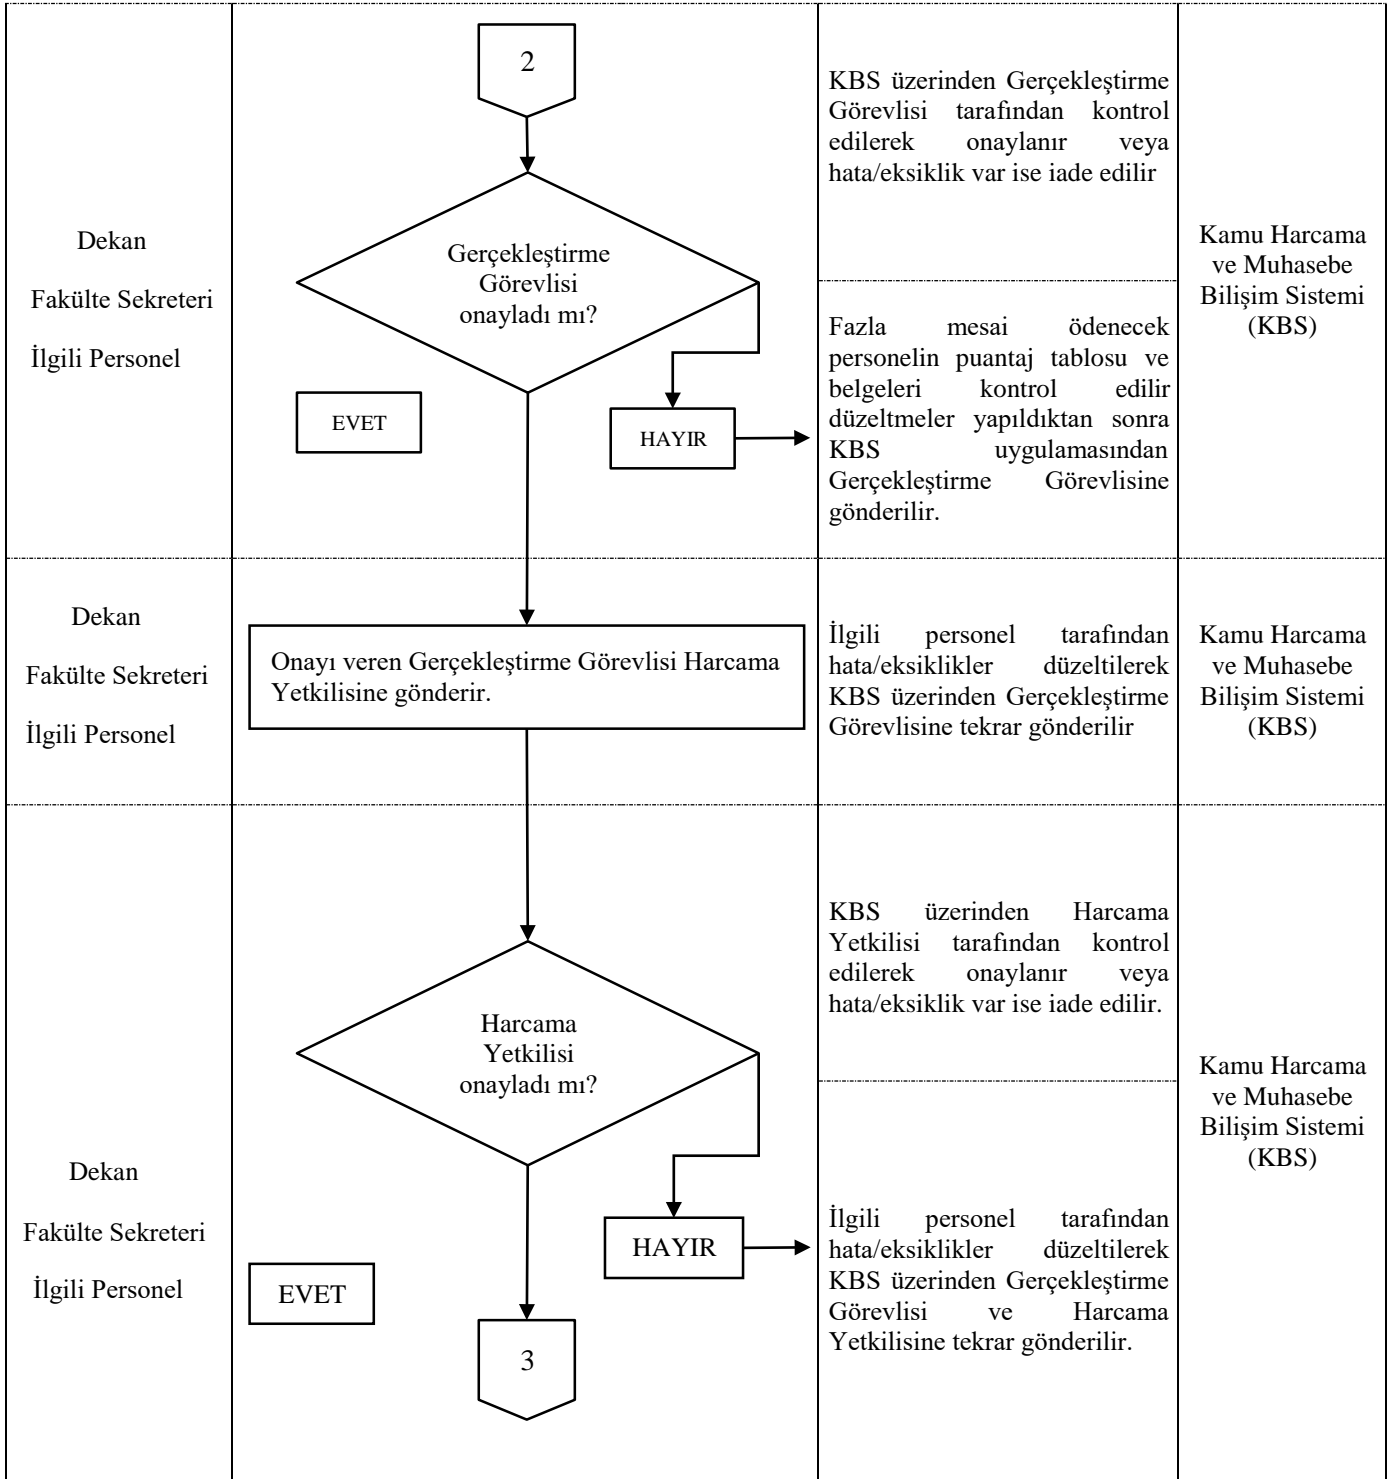 Dekan
Fakülte Sekreteri
İlgili Personel
2
Gerçekleştirme
Görevlisi
onayladı mı?
EVET
HAYIR
KBS üzerinden Gerçekleştirme
Görevlisi tarafından kontrol
edilerek onaylanır veya
hata/eksiklik var ise iade edilir
Fazla mesai ödenecek
personelin puantaj tablosu ve
belgeleri kontrol edilir
düzeltmeler yapıldıktan sonra
KBS uygulamasından
Gerçekleştirme Görevlisine
gönderilir.
Kamu Harcama
ve Muhasebe
Bilişim Sistemi
(KBS)
Dekan
Fakülte Sekreteri
İlgili Personel
Onayı veren Gerçekleştirme Görevlisi Harcama
Yetkilisine gönderir.
İlgili personel tarafından
hata/eksiklikler düzeltilerek
KBS üzerinden Gerçekleştirme
Görevlisine tekrar gönderilir
Kamu Harcama
ve Muhasebe
Bilişim Sistemi
(KBS)
Dekan
Fakülte Sekreteri
İlgili Personel
Harcama
Yetkilisi
onayladı mı?
HAYIR
EVET
3
KBS üzerinden Harcama
Yetkilisi tarafından kontrol
edilerek onaylanır veya
hata/eksiklik var ise iade edilir.
İlgili personel tarafından
hata/eksiklikler düzeltilerek
KBS üzerinden Gerçekleştirme
Görevlisi ve Harcama
Yetkilisine tekrar gönderilir.
Kamu Harcama
ve Muhasebe
Bilişim Sistemi
(KBS)